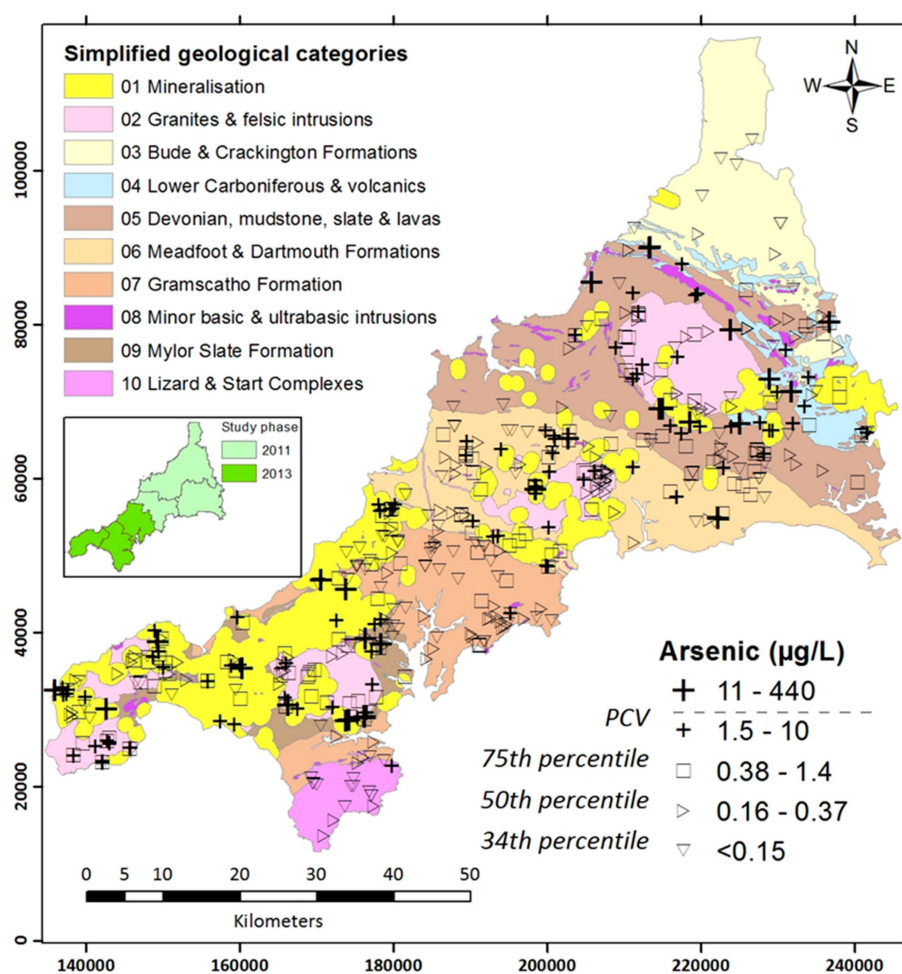 Simplified geological categories
01 Mineralisation
02 Granites & felsic intrusions
03 Bude & Crackington Formations
04 Lower Carboniferous & volcanics
05 Devonian, mudstone, slate & lavas
06 Meadfoot & Dartmouth Formations
07 Gramscatho Formation
08 Minor basic & ultrabasic intrusions
09 Mylor Slate Formation
10 Lizard & Start Complexes
N
W E
S
Study phase
2011
2013
Arsenic (µg/L)
11 - 440
PCV
1.5 - 10
75th percentile
0.38 - 1.4
50th percentile
0.16 - 0.37
34th percentile
<0.15
0 5 10 20 30 40 50
Kilometers
100000
80000
60000
40000
20000
0
140000 160000 180000 200000 220000 240000